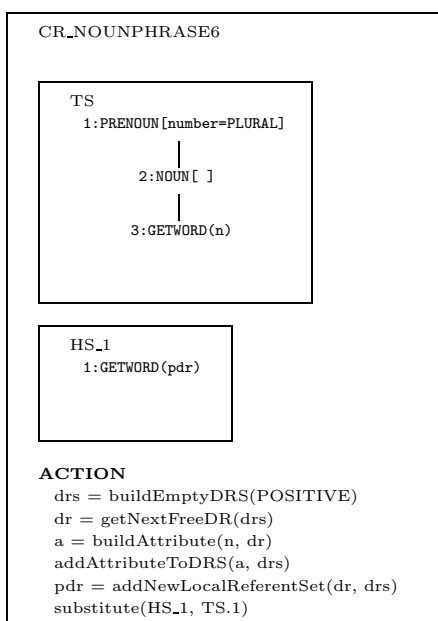 CR_NOUNPHRASE6
TS
1:PRENOUN[number=PLURAL]
2:NOUN[ ]
3:GETWORD(n)
HS_1
1:GETWORD(pdr)
ACTION
drs = buildEmptyDRS(POSITIVE)
dr = getNextFreeDR(drs)
a = buildAttribute(n, dr)
addAttributeToDRS(a, drs)
pdr = addNewLocalReferentSet(dr, drs)
substitute(HS_1, TS.1)